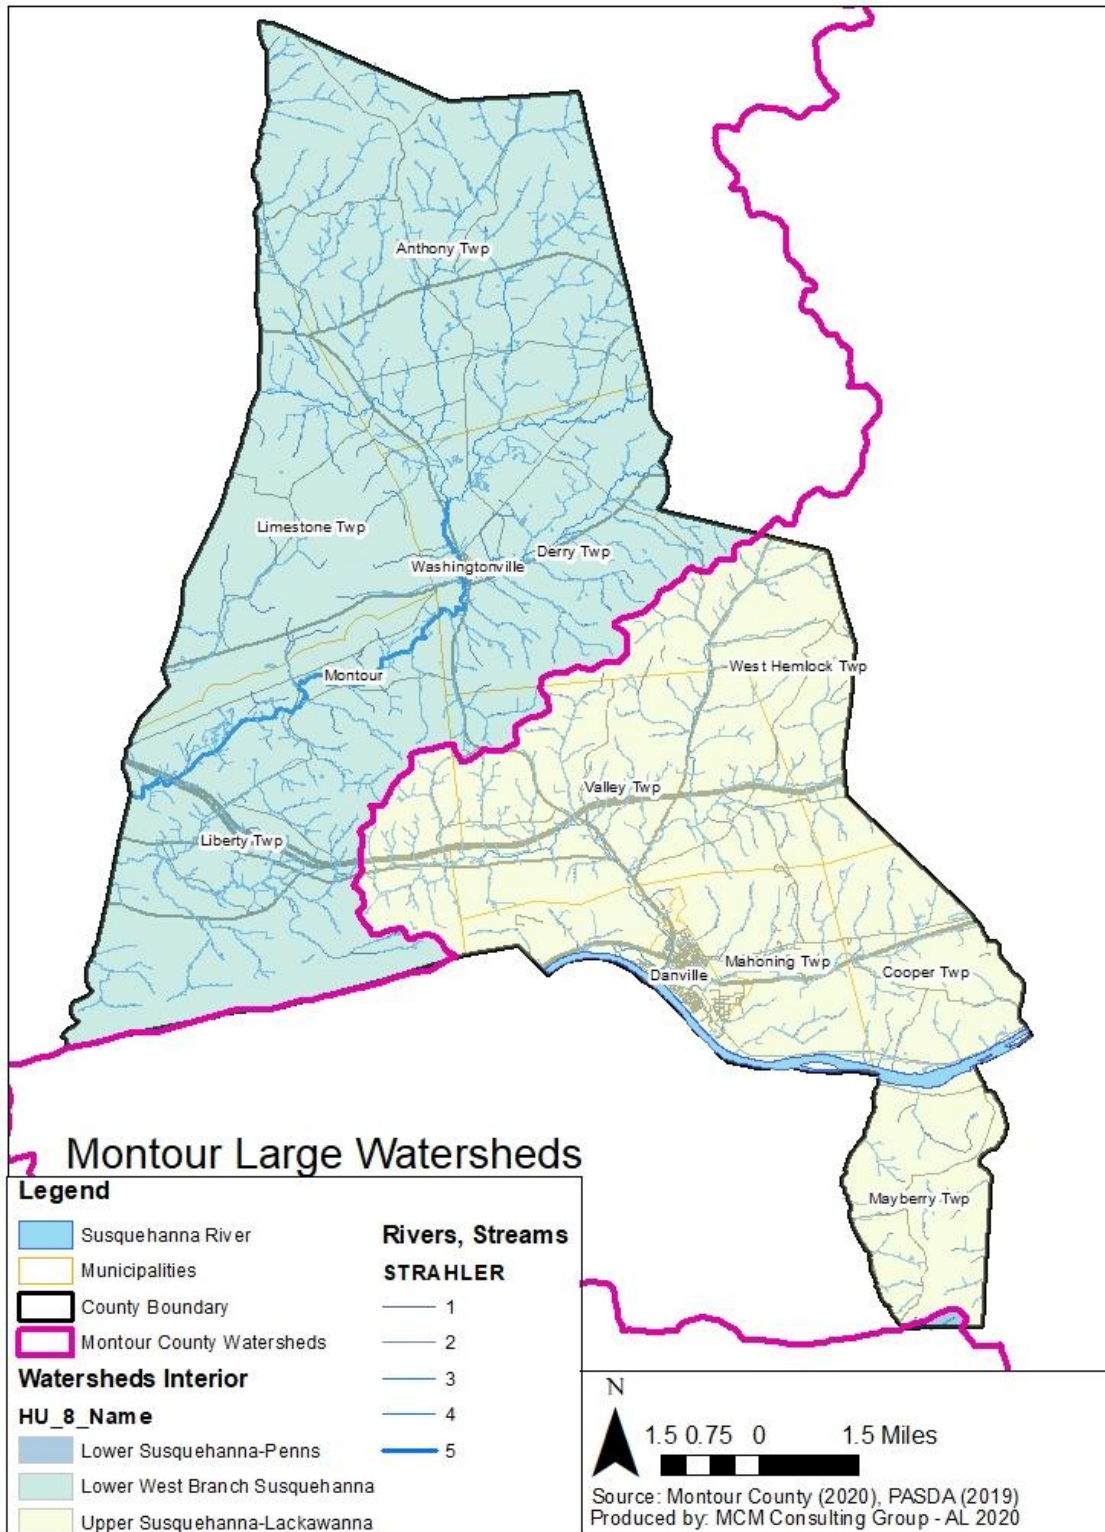 Anthony Twp
Limestone Twp
Derry Twp
Washingtonville
West Hemlock Twp
Montour
Valley Twp
Liberty Twp
Mahoning Twp
Danville
Cooper Twp
Mayberry Twp
Montour Large Watersheds
Legend
Susquehanna River
Municipalities
County Boundary
Montour County Watersheds
Watersheds Interior
HU_8_Name
Lower Susquehanna-Penns
Lower West Branch Susquehanna
Upper Susquehanna-Lackawanna
Rivers, Streams
STRAHLER
1
2
3
4
5
N
1.5 0.75 0 1.5 Miles
Source: Montour County (2020), PASDA (2019)
Produced by: MCM Consulting Group - AL 2020